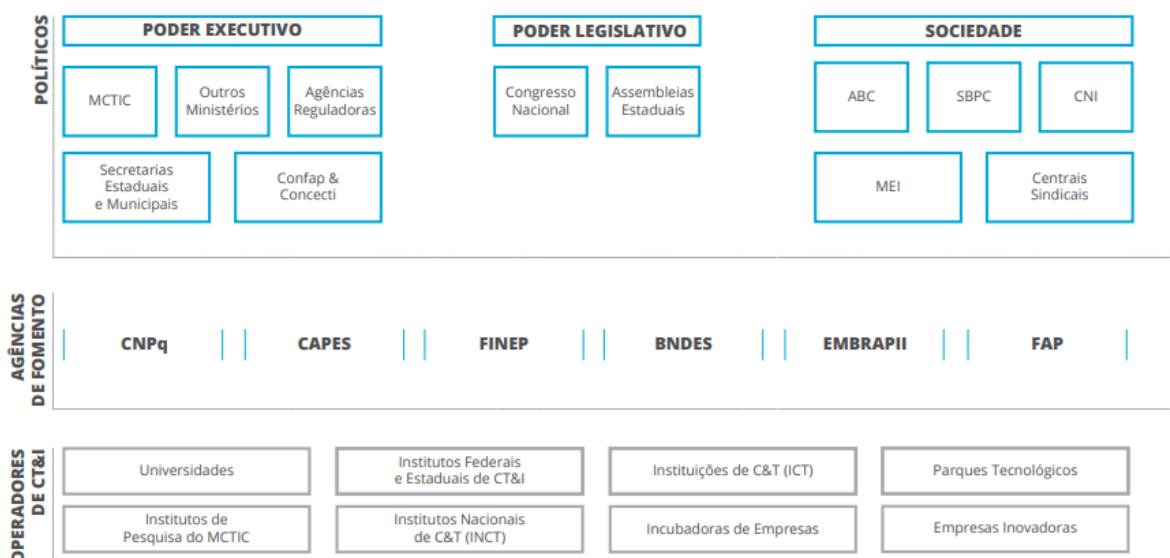 POLÍTICOS
PODER EXECUTIVO
PODER LEGISLATIVO
SOCIEDADE
MCTIC
Outros
Ministérios
Agências
Reguladoras
Congresso
Nacional
Assembleias
Estaduais
ABC
SBPC
CNI
Secretarias
Estaduais
e Municipais
Confap &
Concecti
MEI
Centrais
Sindicais
AGÊNCIAS
DE FOMENTO
CNPq
CAPES
FINEP
BNDES
EMBRAPII
FAP
OPERADORES
DE CT&I
Universidades
Institutos Federais
e Estaduais de CT&I
Instituições de C&T (ICT)
Parques Tecnológicos
Institutos de
Pesquisa do MCTIC
Institutos Nacionais
de C&T (INCT)
Incubadoras de Empresas
Empresas Inovadoras